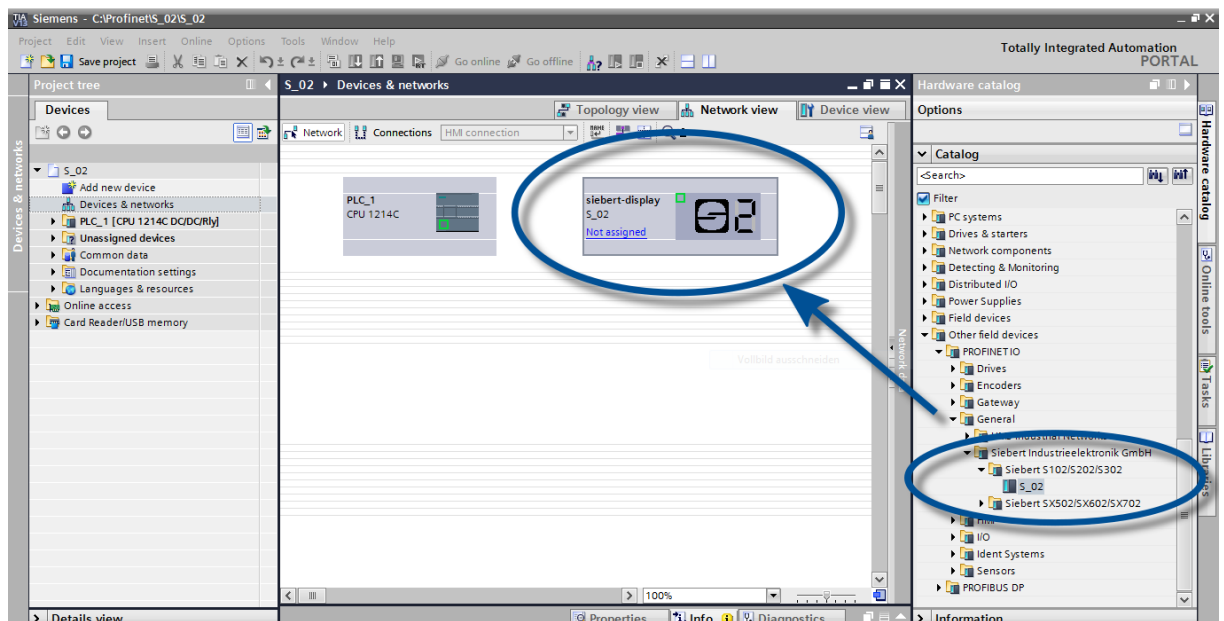 TIA V13 Siemens - C:\Profinet\S_02\S_02
Project Edit View Insert Online Options Tools Window Help
Save project Go online Go offline
Totally Integrated Automation
PORTAL
Project tree
Devices
Devices & networks
S_02
Add new device
Devices & networks
PLC_1 [CPU 1214C DC/DC/Rly]
Unassigned devices
Common data
Documentation settings
Languages & resources
Online access
Card Reader/USB memory
Details view
S_02 Devices & networks
Topology view Network view Device view
Network Connections HMI connection
PLC_1
CPU 1214C
siebert-display
S_02
Not assigned
Vollbild ausschneiden
100%
Properties Info Diagnostics
Hardware catalog
Options
Catalog
<Search>
Filter
PC systems
Drives & starters
Network components
Detecting & Monitoring
Distributed I/O
Power Supplies
Field devices
Other field devices
PROFINET IO
Drives
Encoders
Gateway
General
Siebert Industrieelektronik GmbH
Siebert S102/S202/S302
S_02
Siebert SX502/SX602/SX702
I/O
Ident Systems
Sensors
PROFIBUS DP
Information
Hardware catalog
Online tools
Tasks
Libraries